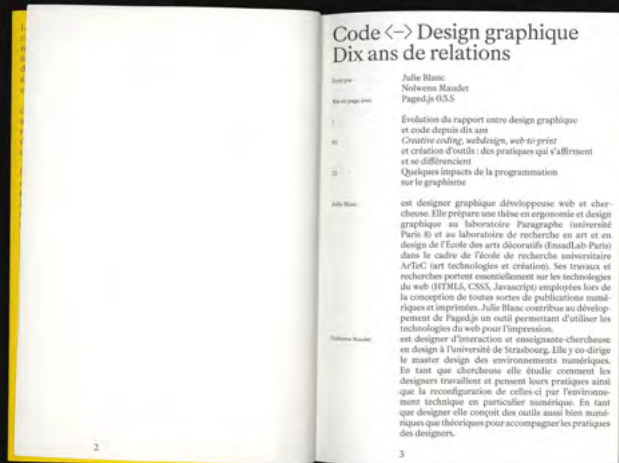 Code <–> Design graphique
Dix ans de relations
Écrit par
Julie Blanc
Nolwenn Maudet
Mis en page avec
Paged.js 0.3.5
Évolution du rapport entre design graphique
et code depuis dix ans
Creative coding, webdesign, web-to-print
et création d'outils : des pratiques qui s'affirment
et se différencient
Quelques impacts de la programmation
sur le graphisme
Julie Blanc
est designer graphique développeuse web et cher-
cheuse. Elle prépare une thèse en ergonomie et design
graphique au laboratoire Paragraphe (université
Paris 8) et au laboratoire de recherche en art et en
design de l'École des arts décoratifs (EnsadLab-Paris)
dans le cadre de l'école de recherche universitaire
ArTeC (art technologies et création). Ses travaux et
recherches portent essentiellement sur les technologies
du web (HTML5, CSS3, Javascript) employées lors de
la conception de toutes sortes de publications numé-
riques et imprimées. Julie Blanc contribue au dévelop-
pement de Paged.js un outil permettant d'utiliser les
technologies du web pour l'impression.
Nolwenn Maudet
est designer d'interaction et enseignante-chercheuse
en design à l'université de Strasbourg. Elle y co-dirige
le master design des environnements numériques.
En tant que chercheuse elle étudie comment les
designers travaillent et pensent leurs pratiques ainsi
que la reconfiguration de celles-ci par l'environne-
ment technique en particulier numérique. En tant
que designer elle conçoit des outils aussi bien numé-
riques que théoriques pour accompagner les pratiques
des designers.
2
3